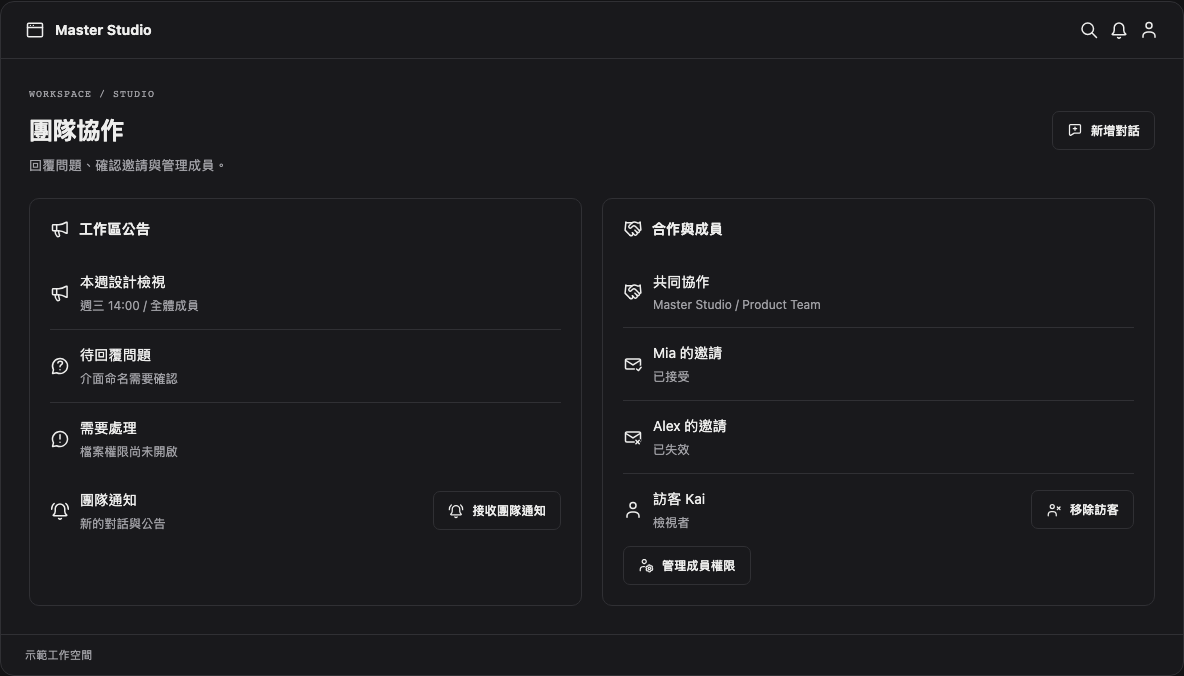 Master Studio
WORKSPACE / STUDIO
團隊協作
回覆問題、確認邀請與管理成員。
新增對話
工作區公告
本週設計檢視
週三 14:00 / 全體成員
待回覆問題
介面命名需要確認
需要處理
檔案權限尚未開啟
團隊通知
新的對話與公告
接收團隊通知
合作與成員
共同協作
Master Studio / Product Team
Mia 的邀請
已接受
Alex 的邀請
已失效
訪客 Kai
檢視者
移除訪客
管理成員權限
示範工作空間